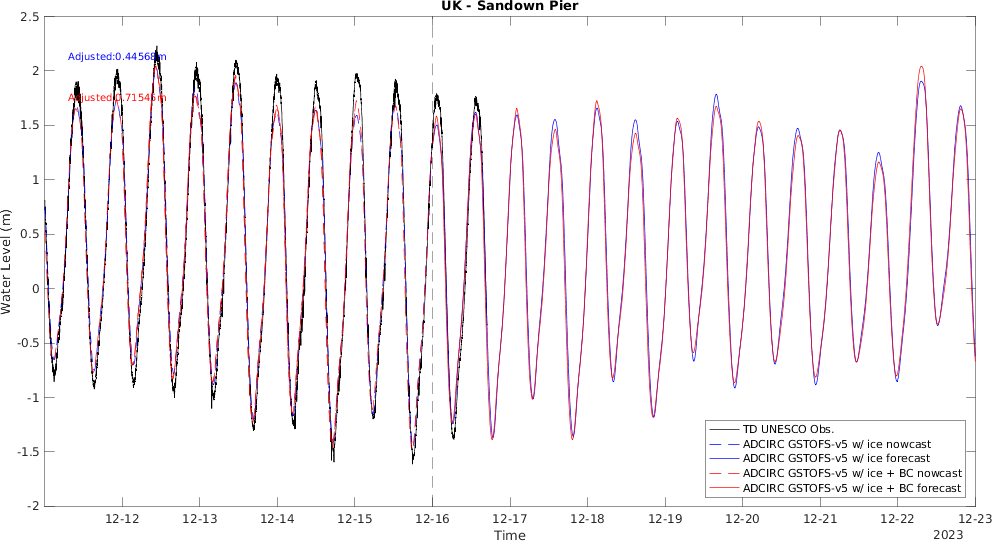 UK - Sandown Pier
2.5
2
1.5
1
0.5
0
-0.5
-1
-1.5
-2
Water Level (m)
Adjusted:0.44568m
Adjusted:0.71545m
TD UNESCO Obs.
ADCIRC GSTOFS-v5 w/ ice nowcast
ADCIRC GSTOFS-v5 w/ ice forecast
ADCIRC GSTOFS-v5 w/ ice + BC nowcast
ADCIRC GSTOFS-v5 w/ ice + BC forecast
12-12 12-13 12-14 12-15 12-16 12-17 12-18 12-19 12-20 12-21 12-22 12-23
Time
2023